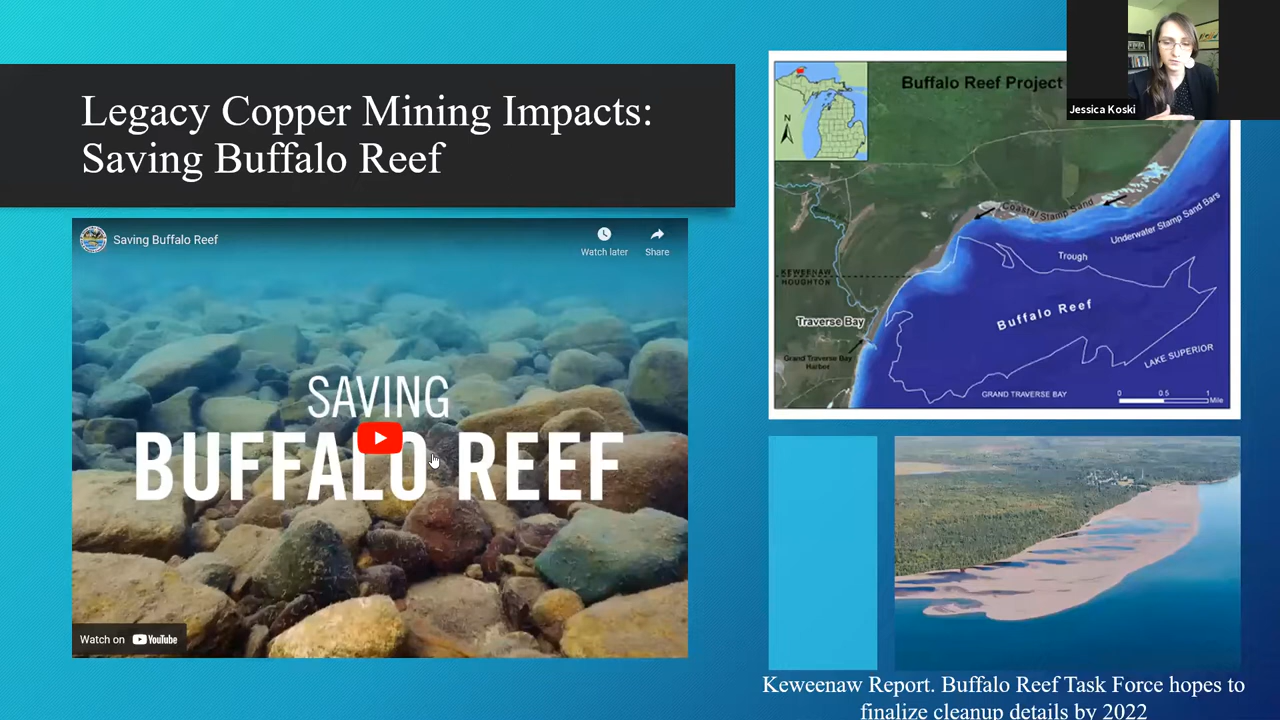 Legacy Copper Mining Impacts:
Saving Buffalo Reef
Saving Buffalo Reef
Watch later
Share
SAVING
BUFFALO REEF
Watch on YouTube
Buffalo Reef Project
N
Coastal Stamp Sand
Underwater Stamp Sand Bars
Trough
KEWEENAW
HOUGHTON
Buffalo Reef
Traverse Bay
Grand Traverse Bay
Harbor
LAKE SUPERIOR
GRAND TRAVERSE BAY
0 0.5 1
Mile
Jessica Koski
Keweenaw Report. Buffalo Reef Task Force hopes to
finalize cleanup details by 2022